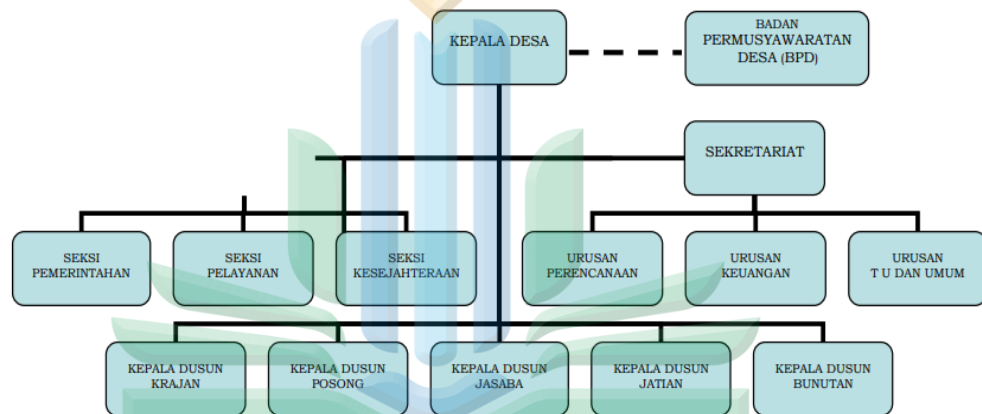 KEPALA DESA
BADAN
PERMUSYAWARATAN
DESA (BPD)
SEKRETARIAT
SEKSI
PEMERINTAHAN
SEKSI
PELAYANAN
SEKSI
KESEJAHTERAAN
URUSAN
PERENCANAAN
URUSAN
KEUANGAN
URUSAN
T U DAN UMUM
KEPALA DUSUN
KRAJAN
KEPALA DUSUN
POSONG
KEPALA DUSUN
JASABA
KEPALA DUSUN
JATIAN
KEPALA DUSUN
BUNUTAN